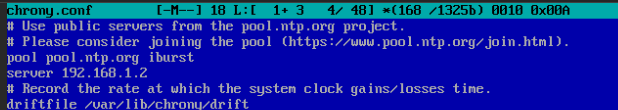 chrony.conf [-M--] 18 L:[ 1+ 3 4/ 48] *(168 /1325b) 0010 0x00A
# Use public servers from the pool.ntp.org project.
# Please consider joining the pool (https://www.pool.ntp.org/join.html).
pool pool.ntp.org iburst
server 192.168.1.2
# Record the rate at which the system clock gains/losses time.
driftfile /var/lib/chrony/drift